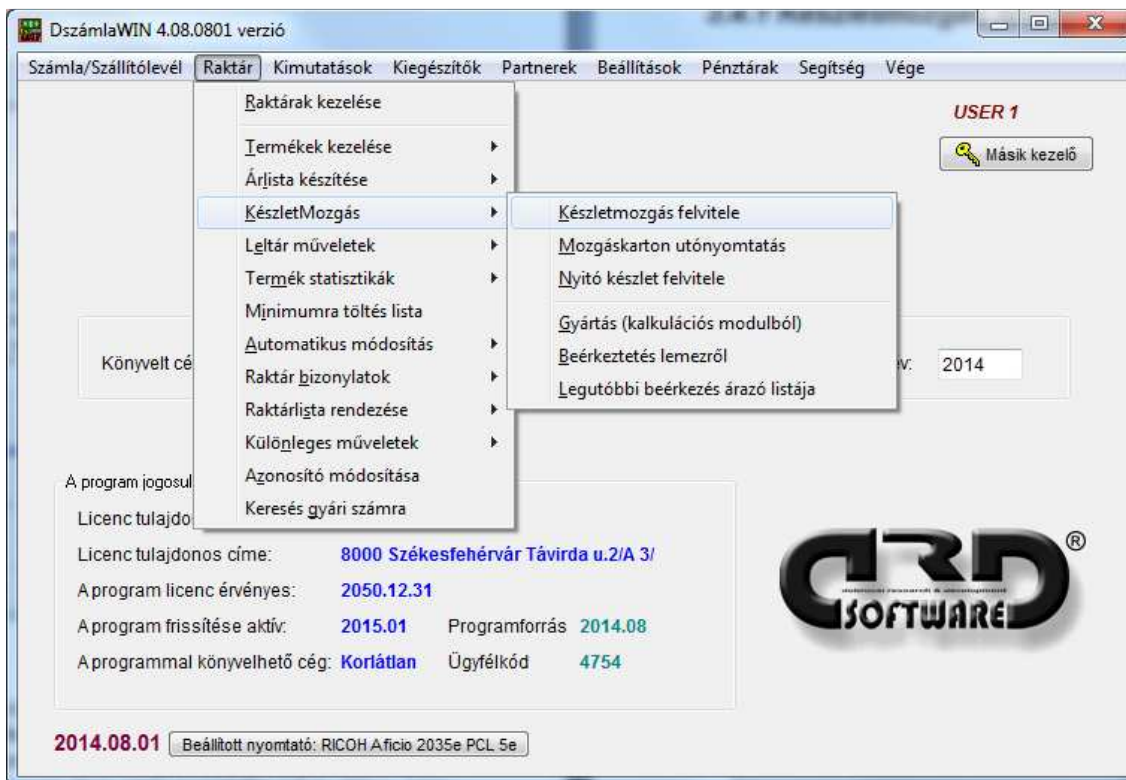 DszámlaWIN 4.08.0801 verzió
Számla/Szállítólevél Raktár Kimutatások Kiegészítők Partnerek Beállítások Pénztárak Segítség Vége
USER 1
Másik kezelő
Raktárak kezelése
Termékek kezelése
Árlista készítése
KészletMozgás
Leltár műveletek
Termék statisztikák
Minimumra töltés lista
Automatikus módosítás
Raktár bizonylatok
Raktárlista rendezése
Különleges műveletek
Azonosító módosítása
Keresés gyári számra
Készletmozgás felvitele
Mozgáskarton utónyomtatás
Nyitó készlet felvitele
Gyártás (kalkulációs modulból)
Beérkeztetés lemezről
Legutóbbi beérkezés árazó listája
Könyvelt cé
2014
A program jogosul
Licenc tulajdo
Licenc tulajdonos címe: 8000 Székesfehérvár Távirda u.2/A 3/
A program licenc érvényes: 2050.12.31
A program frissítése aktív: 2015.01 Programforrás 2014.08
A programmal könyvelhető cég: Korlátlan Ügyfélkód 4754
DRD ®
SOFTWARE
2014.08.01 Beállított nyomtató: RICOH Aficio 2035e PCL 5e